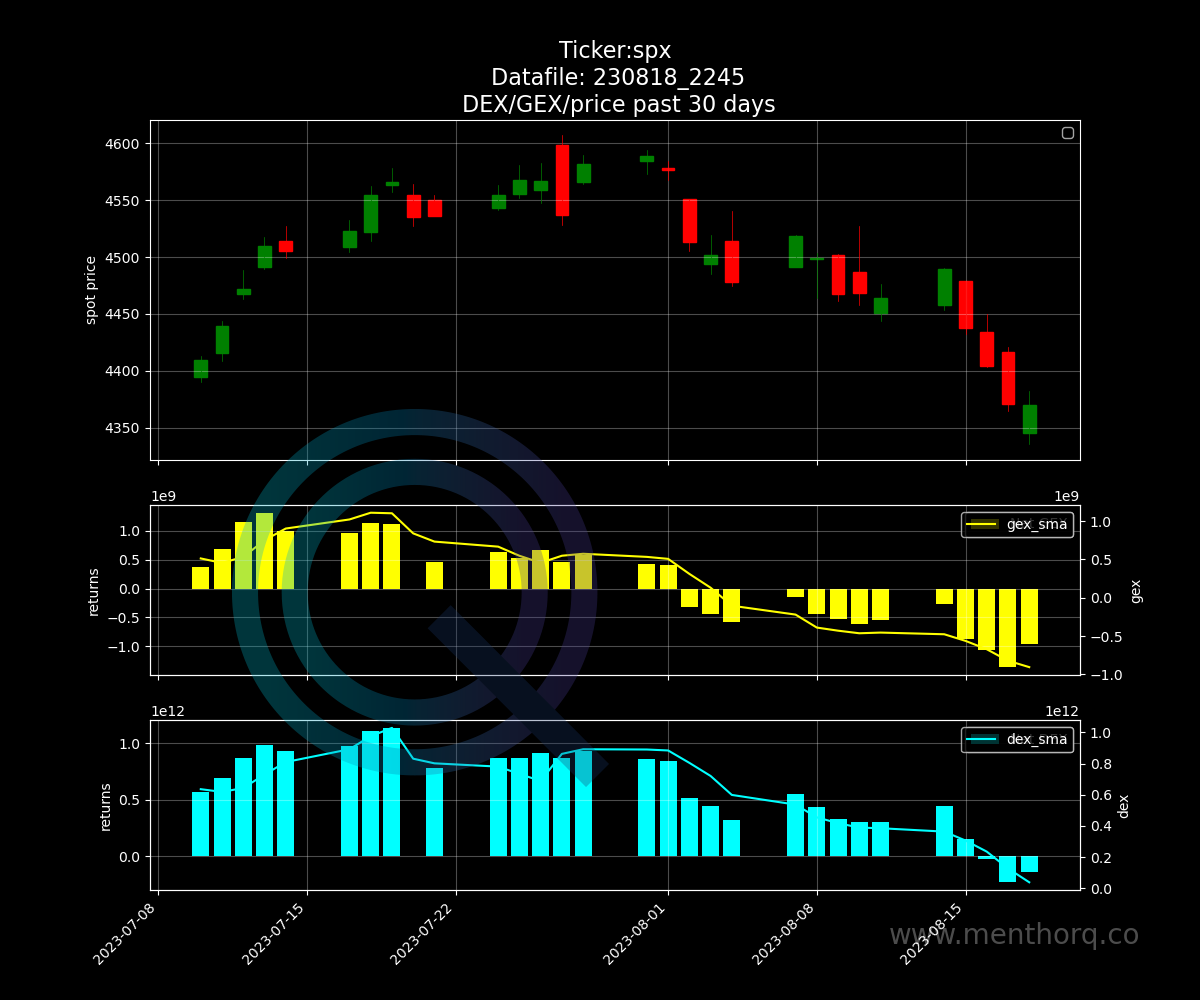 Ticker:spx
Datafile: 230818_2245
DEX/GEX/price past 30 days
4600
4550
4500
4450
4400
4350
spot price
1e9
1e9
gex_sma
1.0
0.5
0.0
−0.5
−1.0
returns
1.0
0.5
0.0
−0.5
−1.0
gex
1e12
1e12
dex_sma
1.0
0.5
0.0
returns
1.0
0.8
0.6
0.4
0.2
0.0
dex
2023-07-08
2023-07-15
2023-07-22
2023-08-01
2023-08-08
2023-08-15
www.menthorq.co